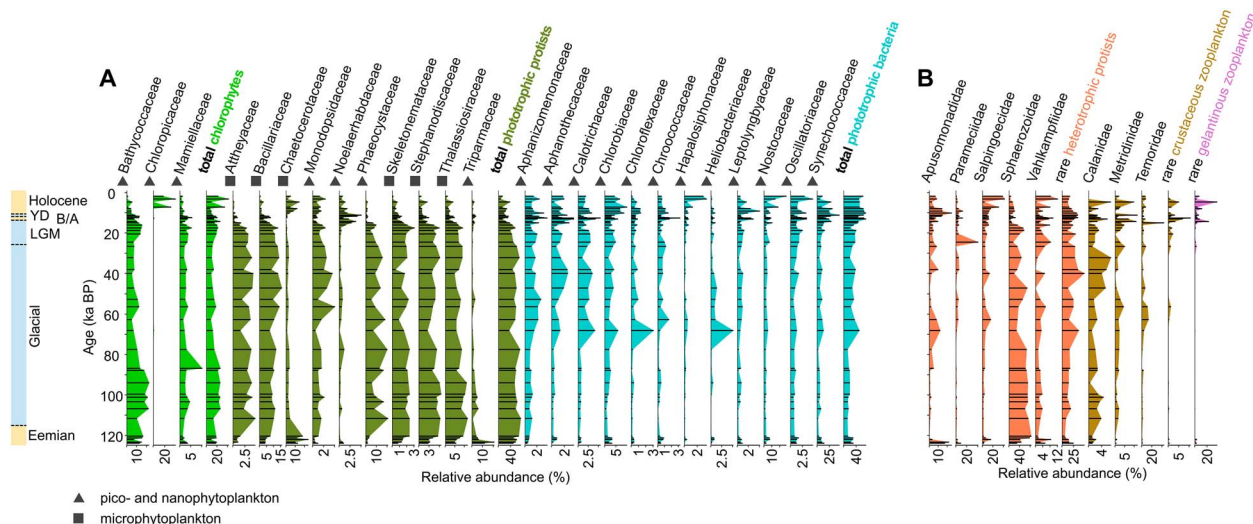 A
Bathycoccaceae
Chloropicaceae
Mamiellaceae
total chlorophytes
Attheyaceae
Bacillariaceae
Chaetocerotaceae
Monodopsidaceae
Noelaerhabdaceae
Phaecystaceae
Skeletonemataceae
Stephanodiscaceae
Thalassiosiraceae
Triparmaceae
total phototrophic protists
Aphanizomenonaceae
Aphanothecaceae
Calotrichaceae
Chlorobiaceae
Chloroflexaceae
Chrococcaceae
Hapalosiphonaceae
Heliobacteriaceae
Leptolyngbyaceae
Nostocaceae
Oscillatoriaceae
Synechococcaceae
total phototrophic bacteria
B
Apusomonadidae
Parameciidae
Salpingoecidae
Sphaerozoidae
Vahlkampfiidae
rare heterotrophic protists
Calanidae
Metridinidae
Temoridae
rare crustaceous zooplankton
rare gelantinous zooplankton
Holocene
YD
B/A
LGM
Glacial
Eemian
Age (ka BP)
0
20
40
60
80
100
120
10 20 5 20 2.5 5 15 10 2 2.5 10 1 3 3 5 10 40 2 2 2.5 5 1 3 1 3 2 2.5 2 10 2.5 25 40
Relative abundance (%)
10 20 25 40 4 12 25 4 5 20 5 20
Relative abundance (%)
pico- and nanophytoplankton
microphytoplankton